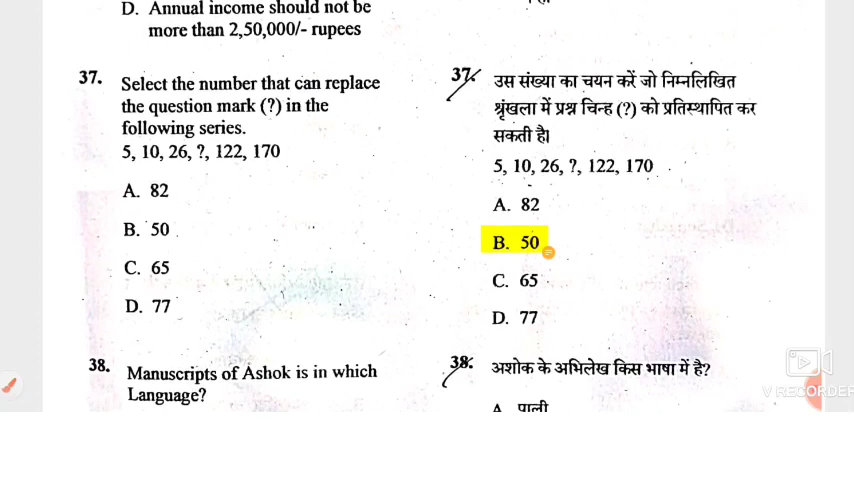 D. Annual income should not be
more than 2,50,000/- rupees
37. Select the number that can replace
the question mark (?) in the
following series.
5, 10, 26, ?, 122, 170
A. 82
B. 50
C. 65
D. 77
38. Manuscripts of Ashok is in which
Language?
37. उस संख्या का चयन करें जो निम्नलिखित
श्रृंखला में प्रश्न चिन्ह (?) को प्रतिस्थापित कर
सकती है।
5, 10, 26, ?, 122, 170
A. 82
B. 50
C. 65
D. 77
38. अशोक के अभिलेख किस भाषा में है?
A पाली
V RECORDER